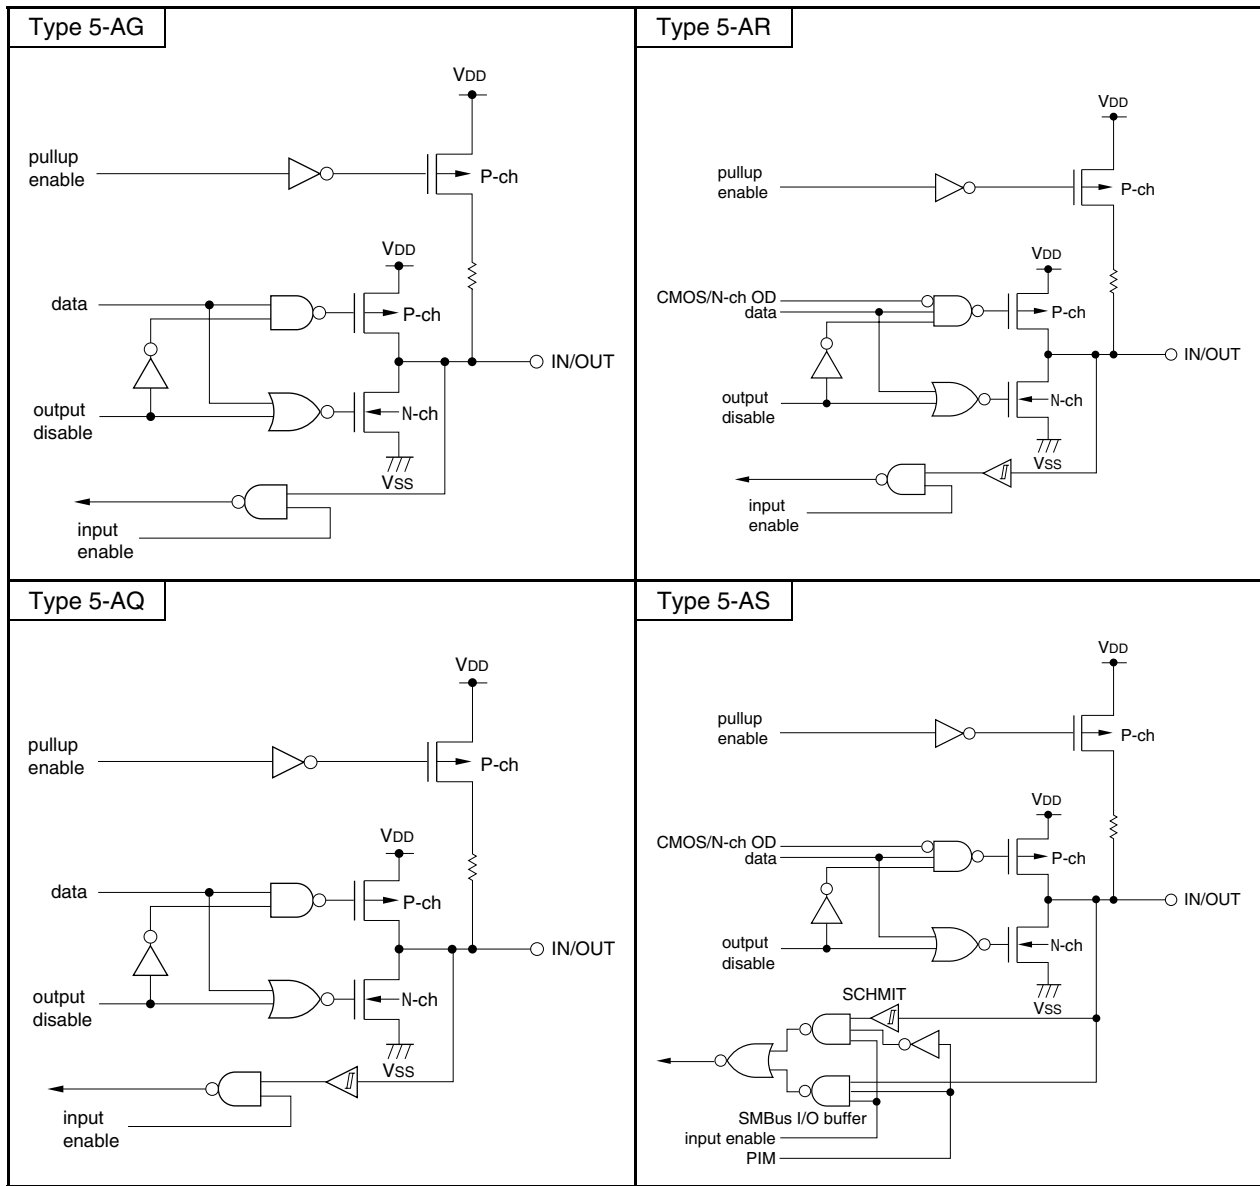 Type 5-AG
VDD
pullup
enable
P-ch
VDD
data
P-ch
IN/OUT
output
disable
N-ch
VSS
input
enable
Type 5-AR
VDD
pullup
enable
P-ch
VDD
CMOS/N-ch OD
data
P-ch
IN/OUT
output
disable
N-ch
VSS
input
enable
Type 5-AQ
VDD
pullup
enable
P-ch
VDD
data
P-ch
IN/OUT
output
disable
N-ch
VSS
input
enable
Type 5-AS
VDD
pullup
enable
P-ch
VDD
CMOS/N-ch OD
data
P-ch
IN/OUT
output
disable
N-ch
SCHMIT
VSS
SMBus I/O buffer
input enable
PIM